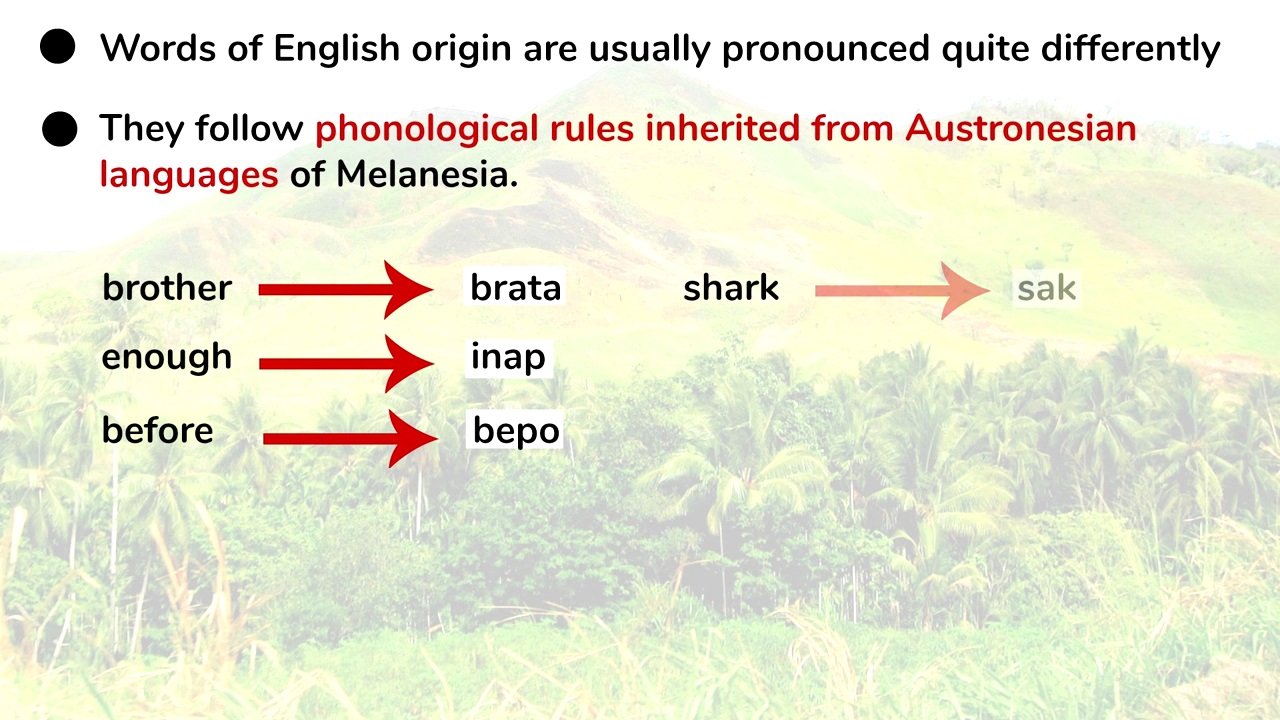 Words of English origin are usually pronounced quite differently
They follow phonological rules inherited from Austronesian
languages of Melanesia.
brother brata shark sak
enough inap
before bepo